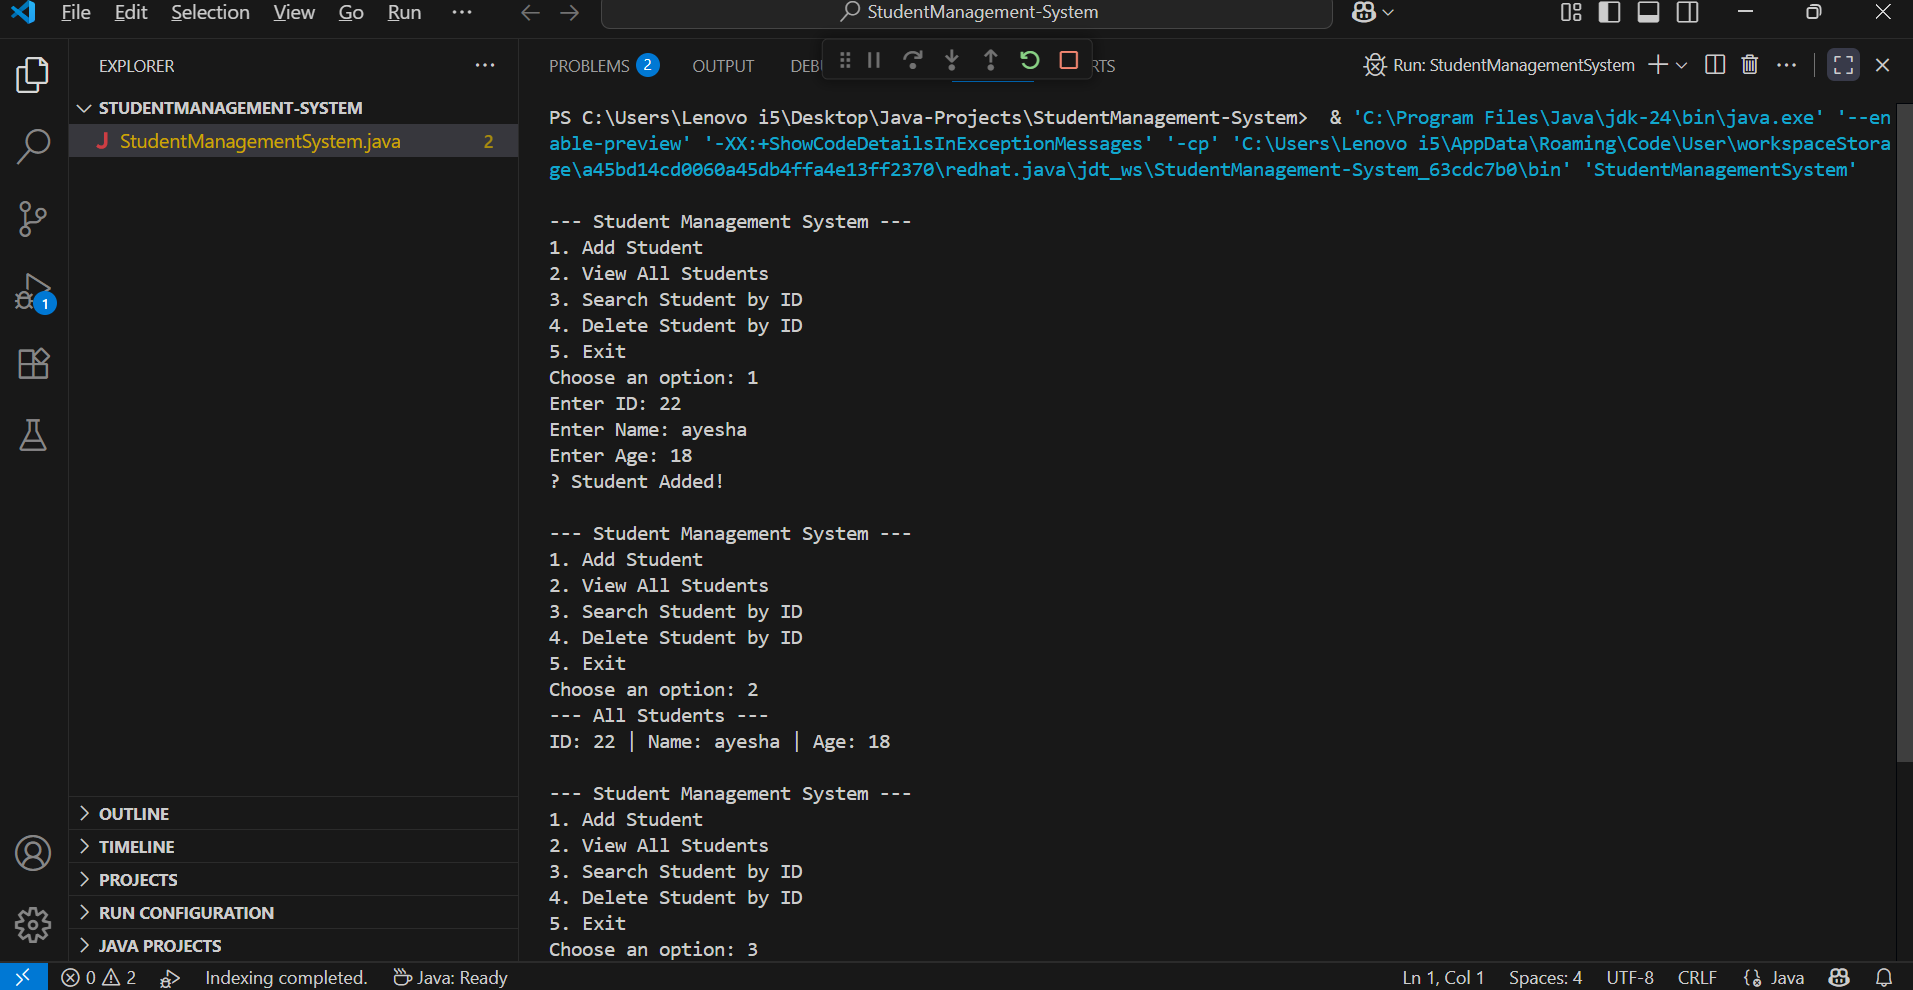 File Edit Selection View Go Run ··· StudentManagement-System
EXPLORER ···
STUDENTMANAGEMENT-SYSTEM
J StudentManagementSystem.java 2
OUTLINE
TIMELINE
PROJECTS
RUN CONFIGURATION
JAVA PROJECTS
1
PROBLEMS 2 OUTPUT DEBU RTS Run: StudentManagementSystem
PS C:\Users\Lenovo i5\Desktop\Java-Projects\StudentManagement-System>  & 'C:\Program Files\Java\jdk-24\bin\java.exe' '--en
able-preview' '-XX:+ShowCodeDetailsInExceptionMessages' '-cp' 'C:\Users\Lenovo i5\AppData\Roaming\Code\User\workspaceStora
ge\a45bd14cd0060a45db4ffa4e13ff2370\redhat.java\jdt_ws\StudentManagement-System_63cdc7b0\bin' 'StudentManagementSystem'
--- Student Management System ---
1. Add Student
2. View All Students
3. Search Student by ID
4. Delete Student by ID
5. Exit
Choose an option: 1
Enter ID: 22
Enter Name: ayesha
Enter Age: 18
? Student Added!
--- Student Management System ---
1. Add Student
2. View All Students
3. Search Student by ID
4. Delete Student by ID
5. Exit
Choose an option: 2
--- All Students ---
ID: 22 | Name: ayesha | Age: 18
--- Student Management System ---
1. Add Student
2. View All Students
3. Search Student by ID
4. Delete Student by ID
5. Exit
Choose an option: 3
0 2 Indexing completed. Java: Ready Ln 1, Col 1 Spaces: 4 UTF-8 CRLF {} Java